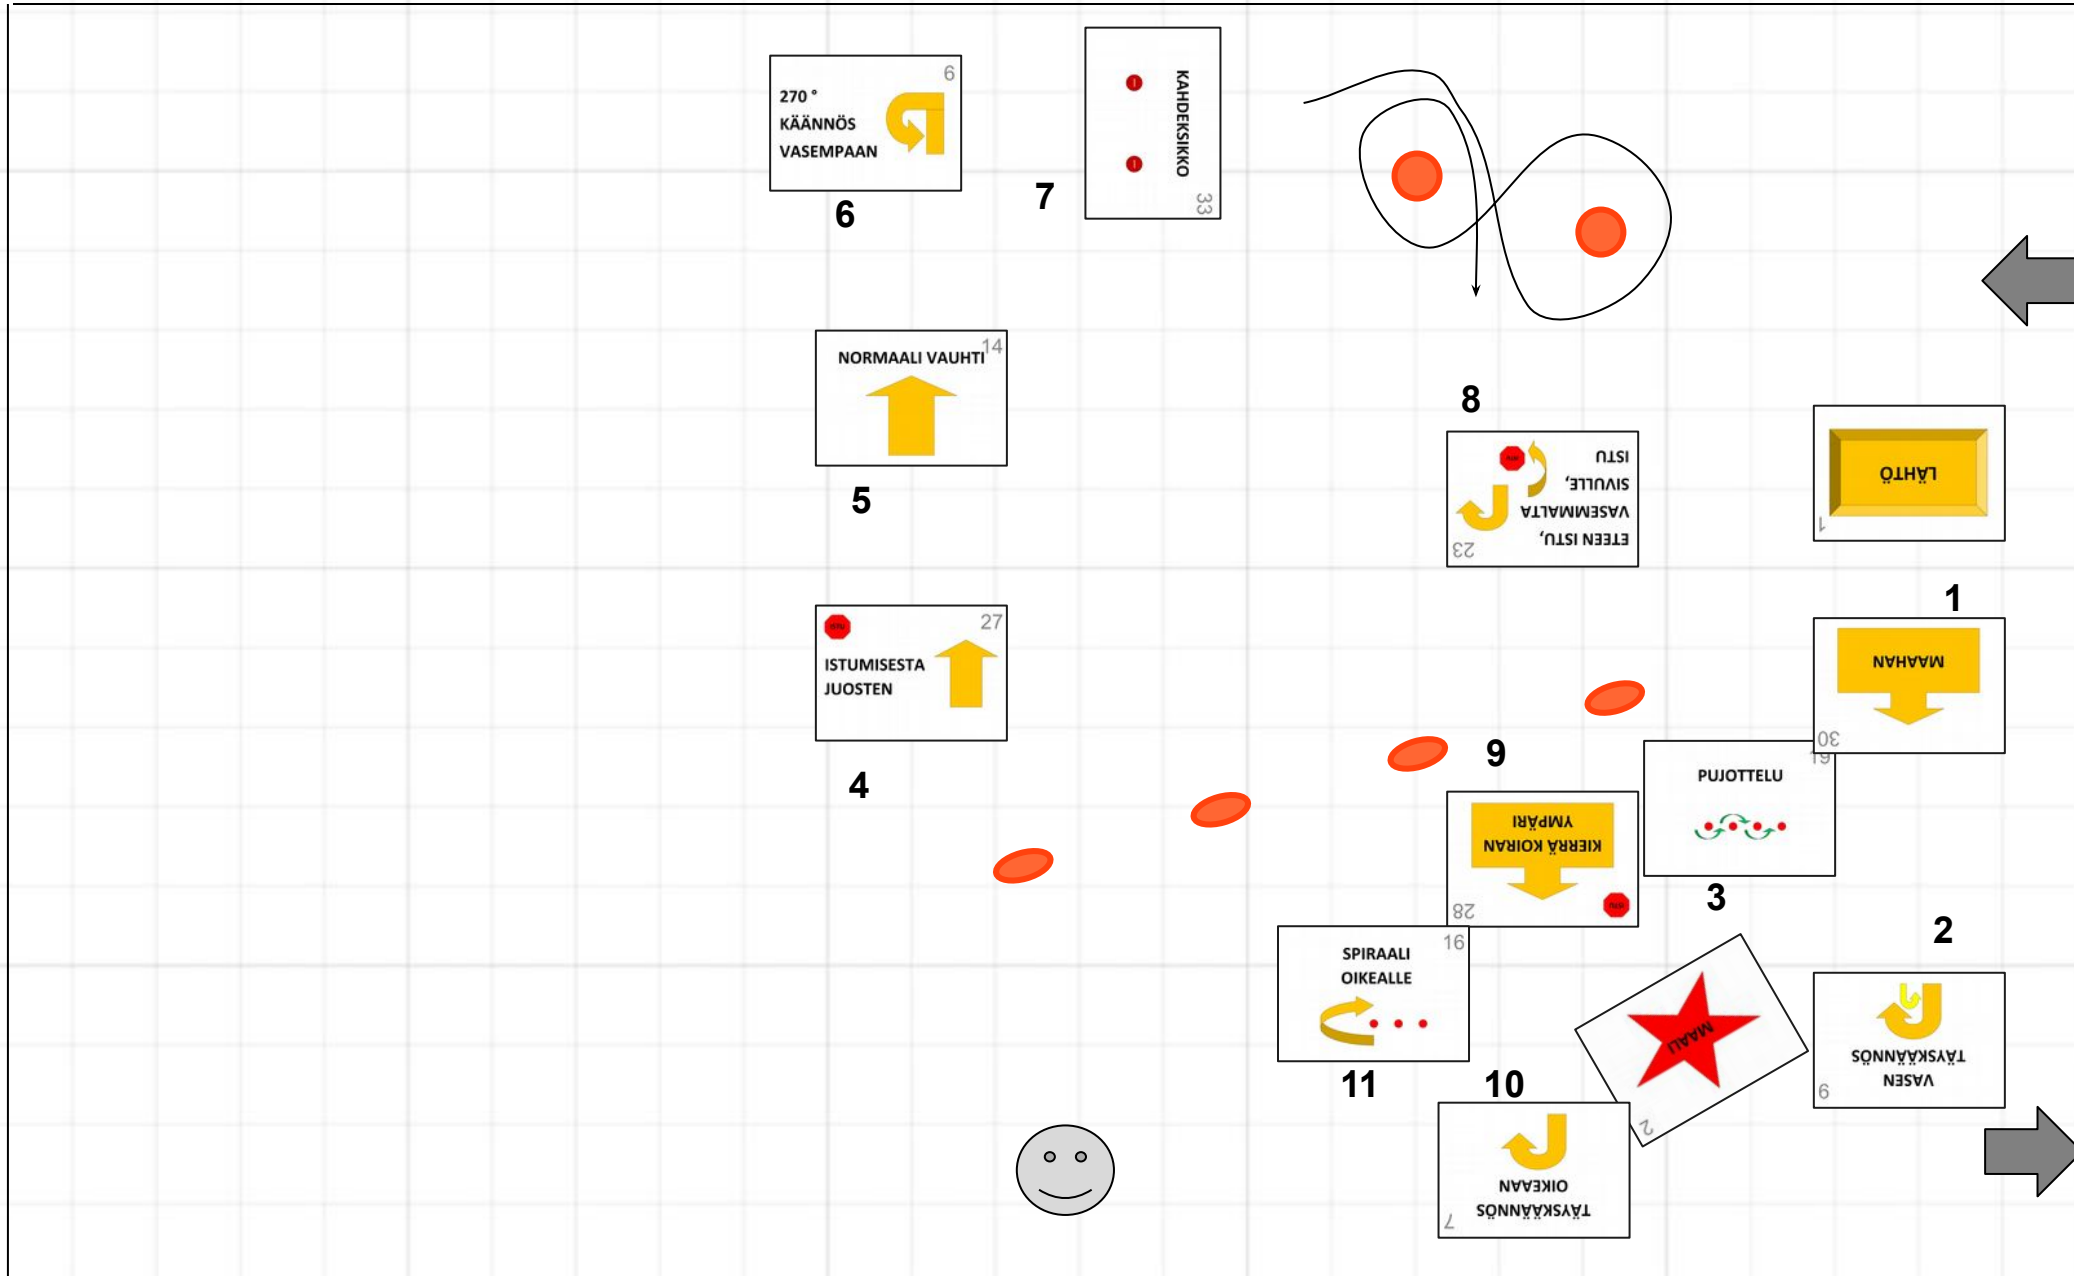 6
270 °
KÄÄNNÖS
VASEMPAAN
6
KAHDEKSIKKO
33
7
14
NORMAALI VAUHTI
5
27
ISTUMISESTA
JUOSTEN
4
8
ETEEN ISTU,
VASEMMALTA
SIVULLE,
ISTU
23
LÄHTÖ
1
1
MAAHAN
30
19
PUJOTTELU
3
9
KIERRÄ KOIRAN
YMPÄRI
28
2
VASEN
TÄYSKÄÄNNÖS
9
MAALI
2
16
SPIRAALI
OIKEALLE
11
10
TÄYSKÄÄNNÖS
OIKEAAN
7